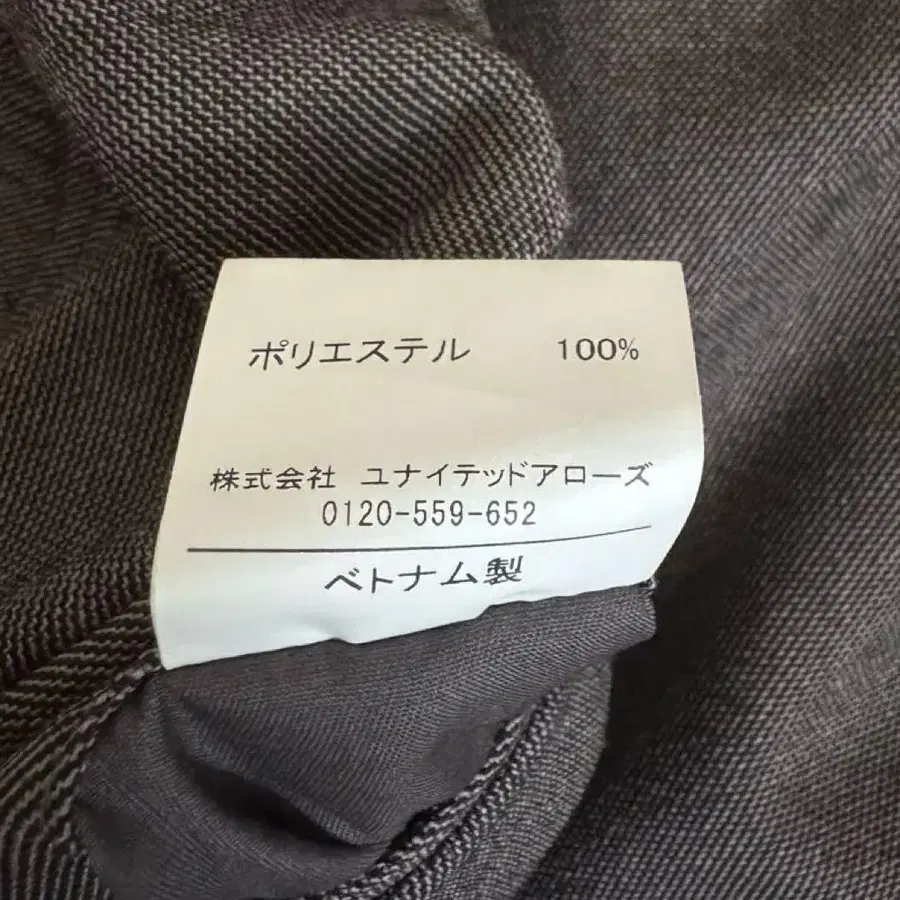 ポリエステル 100%
株式会社 ユナイテッドアローズ
0120-559-652
ベトナム製